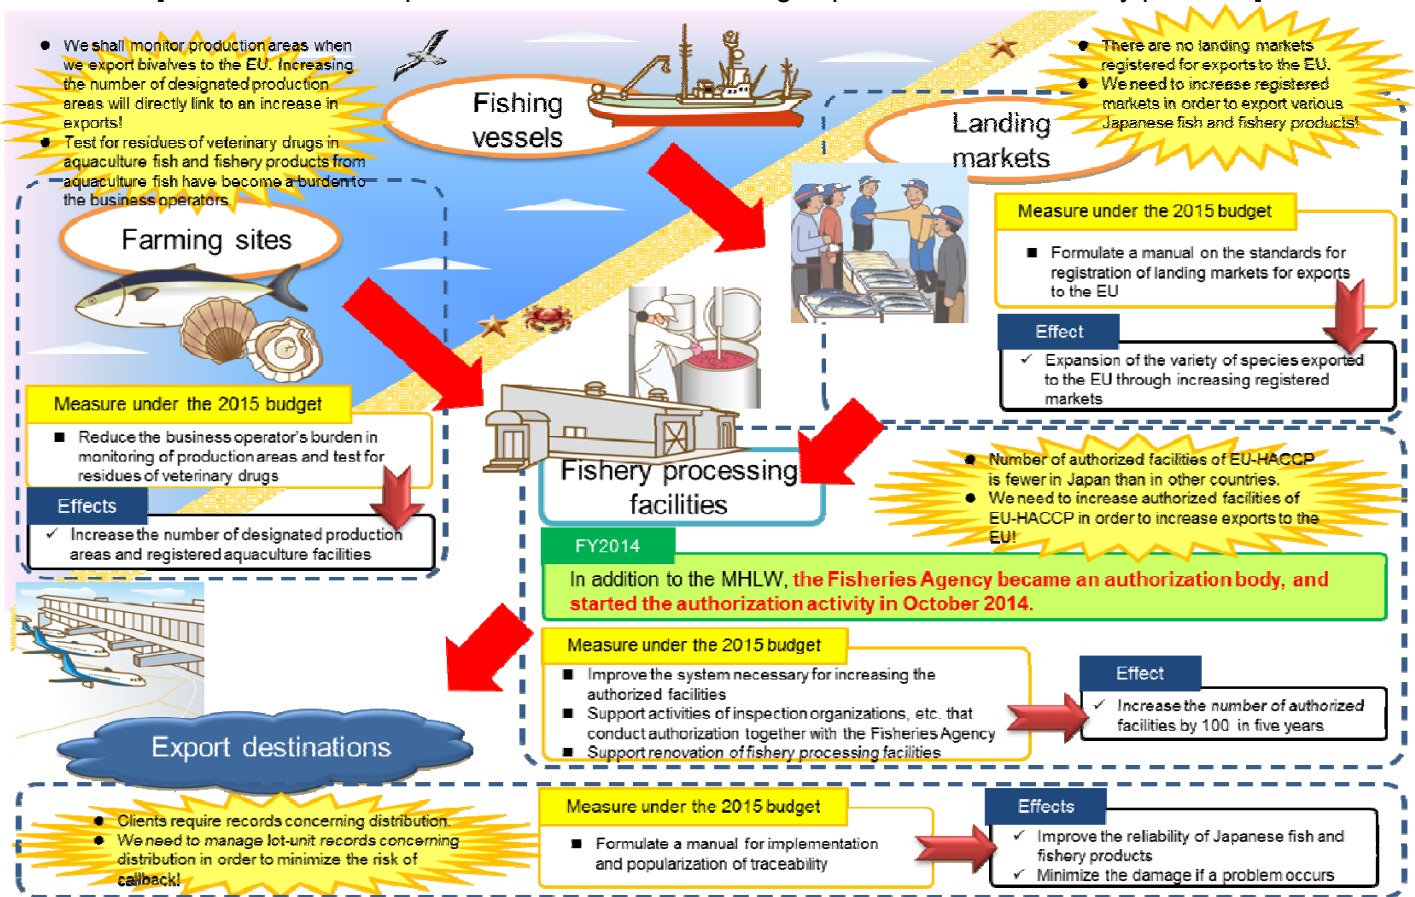 ● We shall monitor production areas when
we export bivalves to the EU. Increasing
the number of designated production
areas will directly link to an increase in
exports!
● Test for residues of veterinary drugs in
aquaculture fish and fishery products from
aquaculture fish have become a burden to
the business operators.
Fishing
vessels
● There are no landing markets
registered for exports to the EU.
● We need to increase registered
markets in order to export various
Japanese fish and fishery products!
Landing
markets
Measure under the 2015 budget
■ Formulate a manual on the standards for
registration of landing markets for exports
to the EU
Effect
✓ Expansion of the variety of species exported
to the EU through increasing registered
markets
Farming sites
Measure under the 2015 budget
■ Reduce the business operator's burden in
monitoring of production areas and test for
residues of veterinary drugs
Effects
✓ Increase the number of designated production
areas and registered aquaculture facilities
Fishery processing
facilities
● Number of authorized facilities of EU-HACCP
is fewer in Japan than in other countries.
● We need to increase authorized facilities of
EU-HACCP in order to increase exports to the
EU!
FY2014
In addition to the MHLW, the Fisheries Agency became an authorization body, and
started the authorization activity in October 2014.
Measure under the 2015 budget
■ Improve the system necessary for increasing the
authorized facilities
■ Support activities of inspection organizations, etc. that
conduct authorization together with the Fisheries Agency
■ Support renovation of fishery processing facilities
Effect
✓ Increase the number of authorized
facilities by 100 in five years
Export destinations
● Clients require records concerning distribution.
● We need to manage lot-unit records concerning
distribution in order to minimize the risk of
callback!
Measure under the 2015 budget
■ Formulate a manual for implementation
and popularization of traceability
Effects
✓ Improve the reliability of Japanese fish and
fishery products
✓ Minimize the damage if a problem occurs